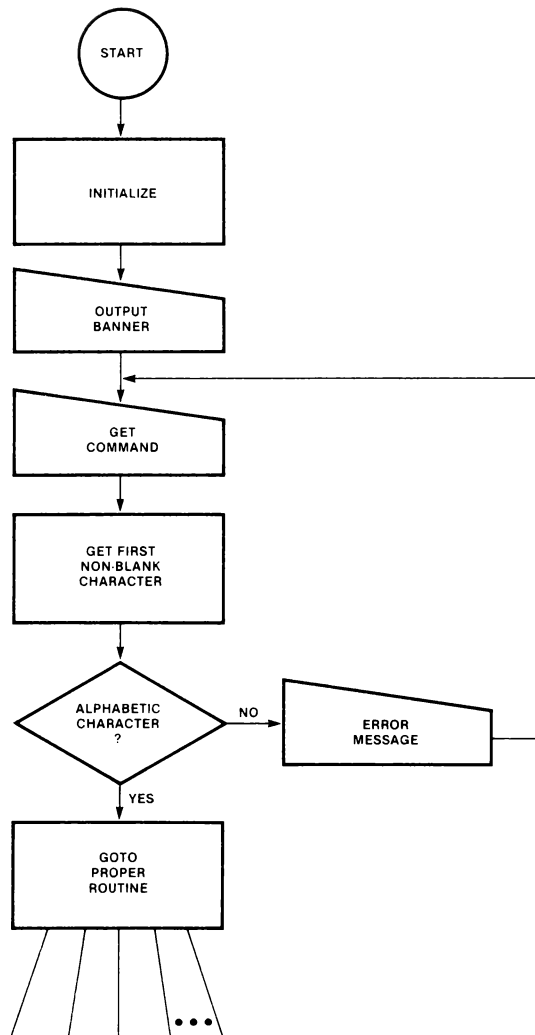 START
INITIALIZE
OUTPUT
BANNER
GET
COMMAND
GET FIRST
NON-BLANK
CHARACTER
ALPHABETIC
CHARACTER
?
NO
ERROR
MESSAGE
YES
GOTO
PROPER
ROUTINE